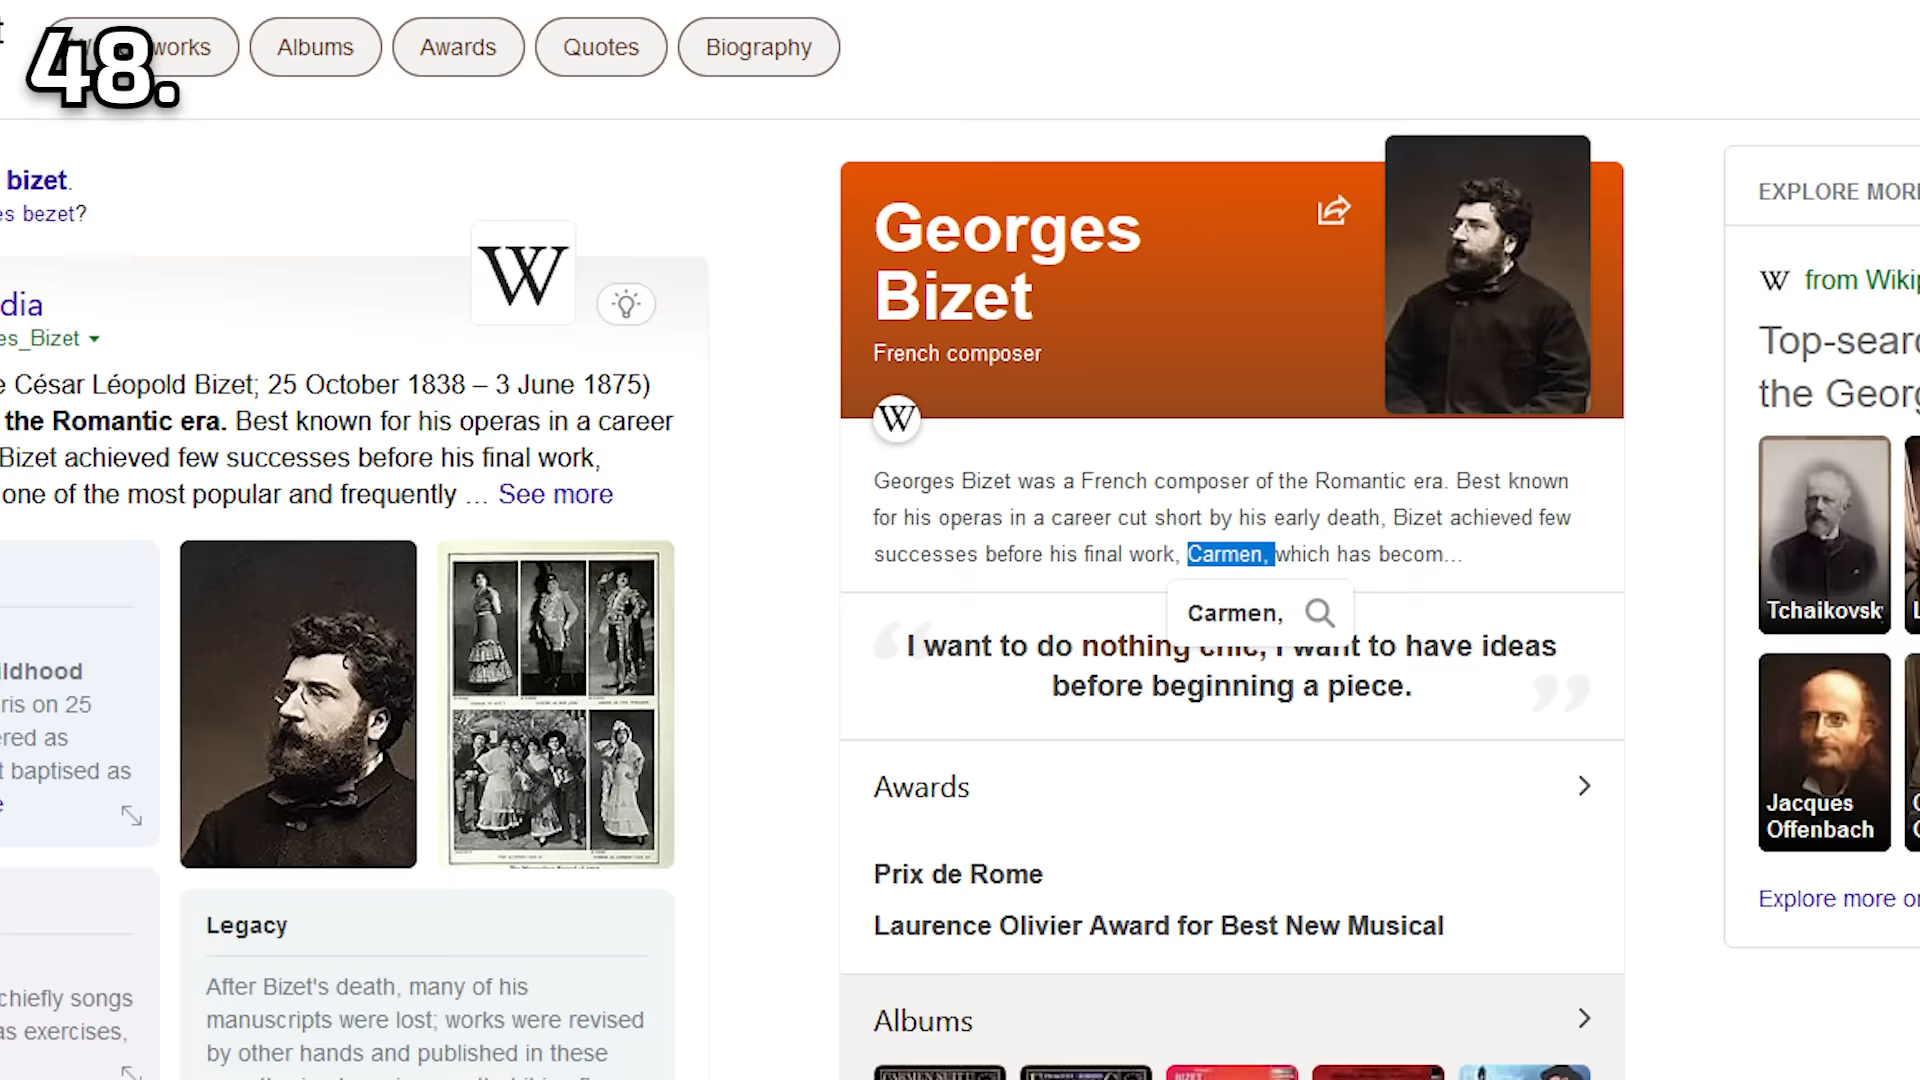 48.
works
Albums
Awards
Quotes
Biography
bizet.
es bezet?
dia
es_Bizet
W
e César Léopold Bizet; 25 October 1838 – 3 June 1875)
the Romantic era. Best known for his operas in a career
Bizet achieved few successes before his final work,
one of the most popular and frequently … See more
ildhood
ris on 25
ered as
t baptised as
e
chiefly songs
as exercises,
Legacy
After Bizet's death, many of his
manuscripts were lost; works were revised
by other hands and published in these
Georges
Bizet
French composer
W
Georges Bizet was a French composer of the Romantic era. Best known
for his operas in a career cut short by his early death, Bizet achieved few
successes before his final work, Carmen, which has becom...
Carmen,
“I want to do nothing chic, I want to have ideas
before beginning a piece.”
Awards
Prix de Rome
Laurence Olivier Award for Best New Musical
Albums
EXPLORE MOR
W from Wikip
Top-searc
the Georg
Tchaikovsk
Jacques
Offenbach
Explore more o